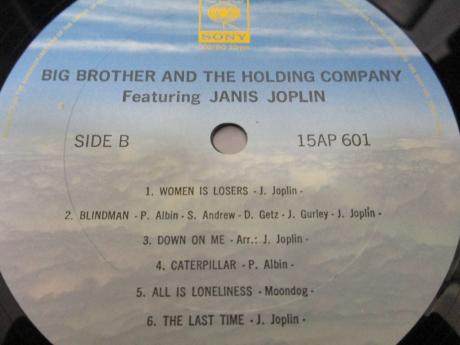 SONY
BIG BROTHER AND THE HOLDING COMPANY
Featuring JANIS JOPLIN
SIDE B 15AP 601
1. WOMEN IS LOSERS - J. Joplin -
2. BLINDMAN - P. Albin - S. Andrew - D. Getz - J. Gurley - J. Joplin -
3. DOWN ON ME - Arr.: J. Joplin -
4. CATERPILLAR - P. Albin -
5. ALL IS LONELINESS - Moondog -
6. THE LAST TIME - J. Joplin -